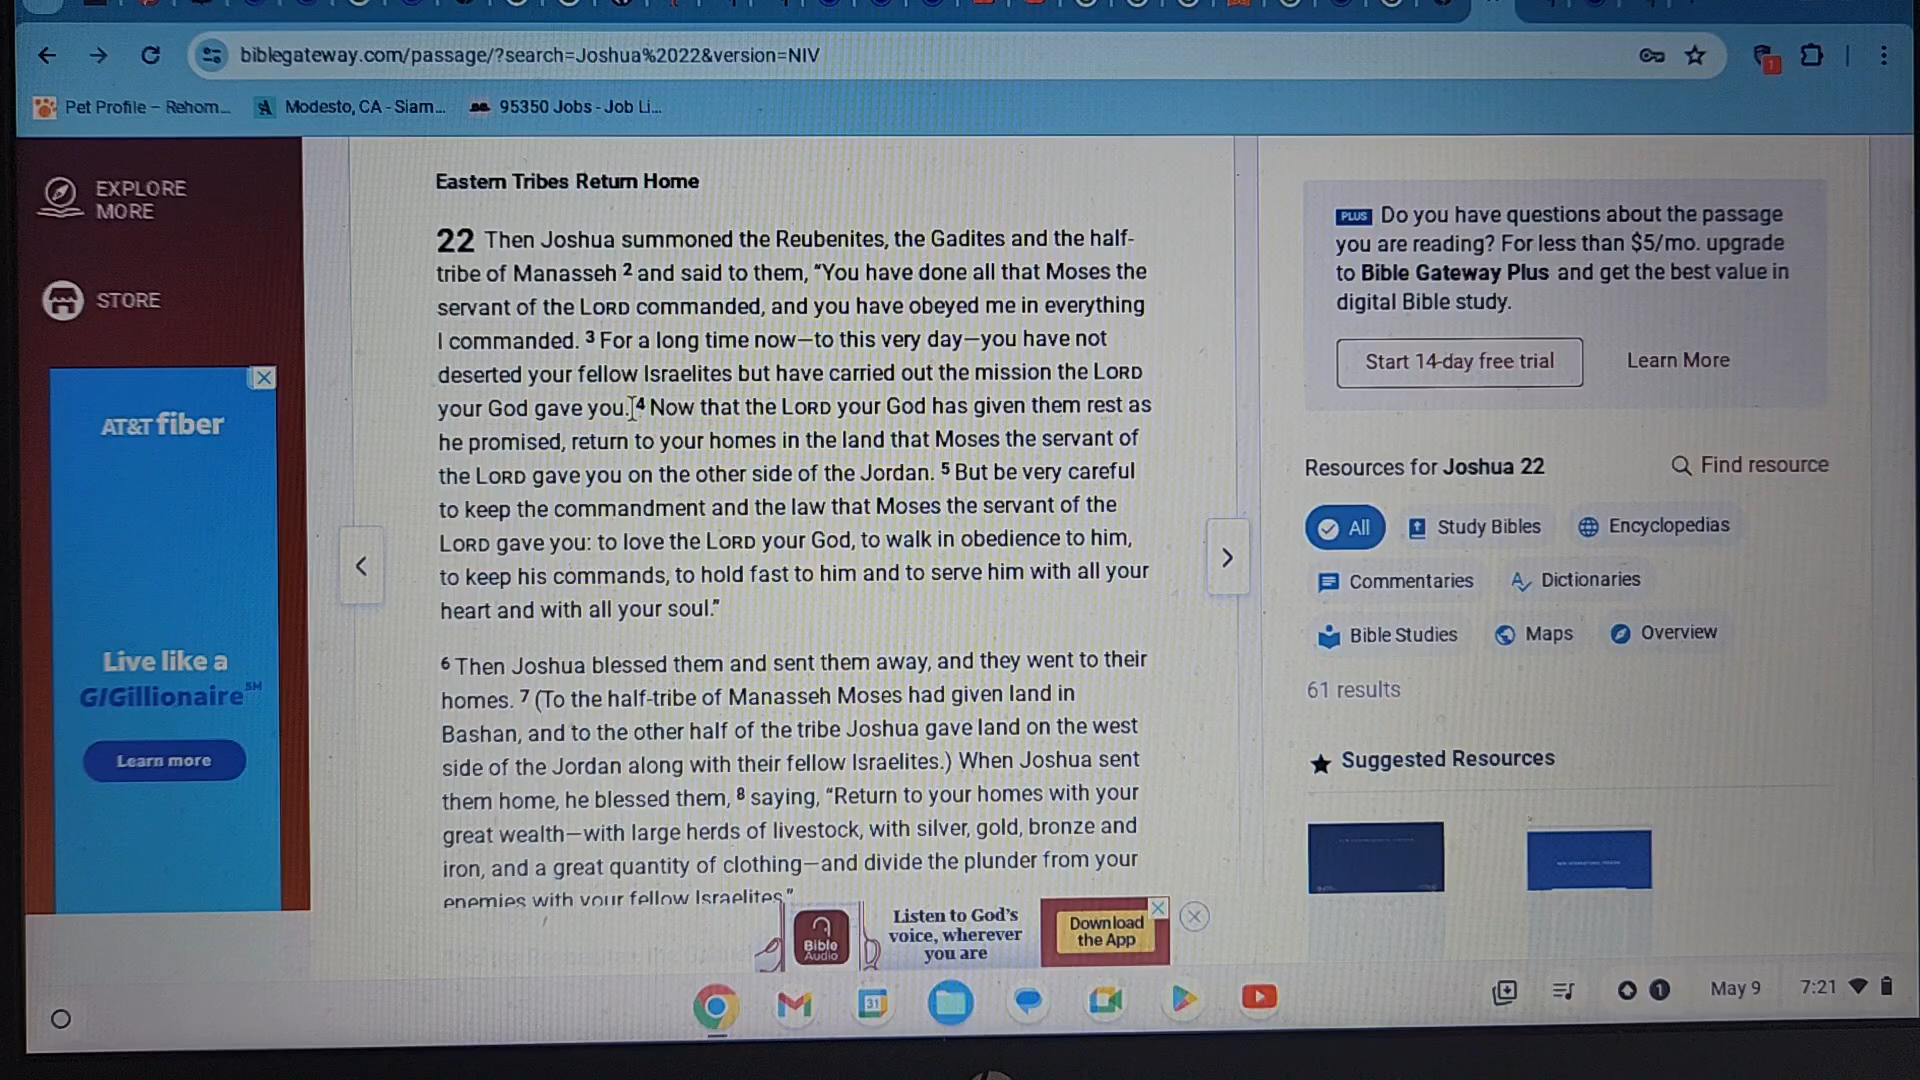 biblegateway.com/passage/?search=Joshua%2022&version=NIV
1
Pet Profile – Rehom...
Modesto, CA - Siam...
95350 Jobs - Job Li...
EXPLORE
MORE
STORE
AT&T fiber
Live like a
GIGillionaire℠
Learn more
Eastern Tribes Return Home
22 Then Joshua summoned the Reubenites, the Gadites and the half-
tribe of Manasseh 2 and said to them, “You have done all that Moses the
servant of the LORD commanded, and you have obeyed me in everything
I commanded. 3 For a long time now—to this very day—you have not
deserted your fellow Israelites but have carried out the mission the LORD
your God gave you. 4 Now that the LORD your God has given them rest as
he promised, return to your homes in the land that Moses the servant of
the LORD gave you on the other side of the Jordan. 5 But be very careful
to keep the commandment and the law that Moses the servant of the
LORD gave you: to love the LORD your God, to walk in obedience to him,
to keep his commands, to hold fast to him and to serve him with all your
heart and with all your soul.”
6 Then Joshua blessed them and sent them away, and they went to their
homes. 7 (To the half-tribe of Manasseh Moses had given land in
Bashan, and to the other half of the tribe Joshua gave land on the west
side of the Jordan along with their fellow Israelites.) When Joshua sent
them home, he blessed them, 8 saying, “Return to your homes with your
great wealth—with large herds of livestock, with silver, gold, bronze and
iron, and a great quantity of clothing—and divide the plunder from your
enemies with your fellow Israelites.”
PLUS Do you have questions about the passage
you are reading? For less than $5/mo. upgrade
to Bible Gateway Plus and get the best value in
digital Bible study.
Start 14-day free trial
Learn More
Resources for Joshua 22
Find resource
All
Study Bibles
Encyclopedias
Commentaries
Dictionaries
Bible Studies
Maps
Overview
61 results
Suggested Resources
Bible
Audio
Listen to God's
voice, wherever
you are
Download
the App
31
1
May 9
7:21